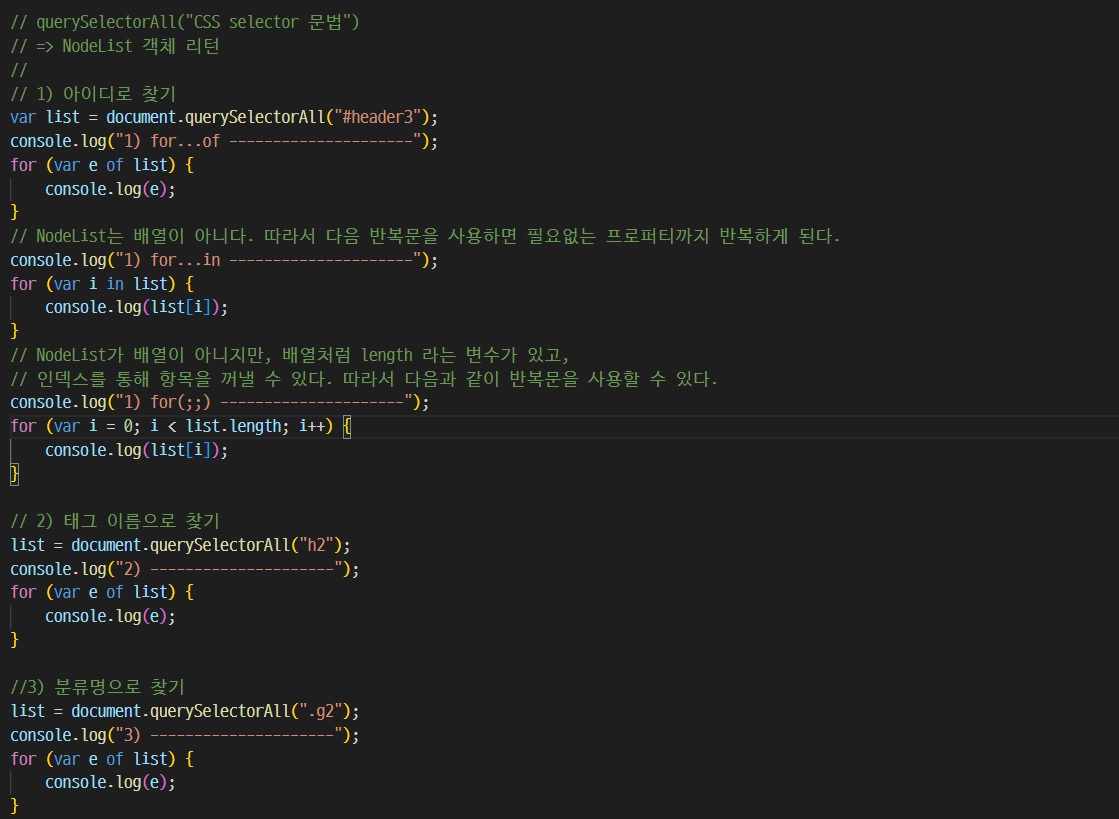 // querySelectorAll("CSS selector 문법")
// => NodeList 객체 리턴
//
// 1) 아이디로 찾기
var list = document.querySelectorAll("#header3");
console.log("1) for...of ---------------------");
for (var e of list) {
    console.log(e);
}
// NodeList는 배열이 아니다. 따라서 다음 반복문을 사용하면 필요없는 프로퍼티까지 반복하게 된다.
console.log("1) for...in ---------------------");
for (var i in list) {
    console.log(list[i]);
}
// NodeList가 배열이 아니지만, 배열처럼 length 라는 변수가 있고,
// 인덱스를 통해 항목을 꺼낼 수 있다. 따라서 다음과 같이 반복문을 사용할 수 있다.
console.log("1) for(;;) ---------------------");
for (var i = 0; i < list.length; i++) {
    console.log(list[i]);
}

// 2) 태그 이름으로 찾기
list = document.querySelectorAll("h2");
console.log("2) ---------------------");
for (var e of list) {
    console.log(e);
}

//3) 분류명으로 찾기
list = document.querySelectorAll(".g2");
console.log("3) ---------------------");
for (var e of list) {
    console.log(e);
}